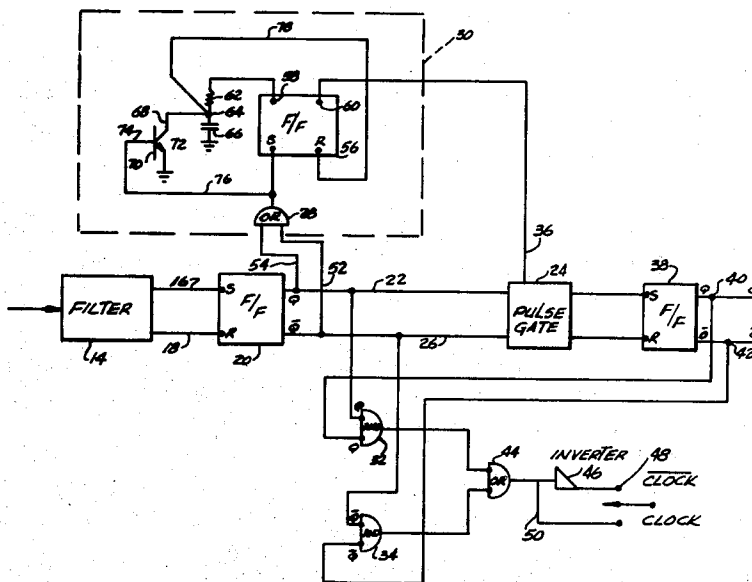 78
30
58
62
68
64
60
F/F
74
72
66
S
R
70
56
76
OR
28
36
54
52
24
38
167
22
40
S
F/F
Q
FILTER
PULSE
GATE
S
F/F
Q
18
R
Q̄
26
R
Q̄
14
20
42
Q
AND
Q
32
44
INVERTER
48
46
OR
CLOCK
Q̄
AND
Q̄
34
50
CLOCK